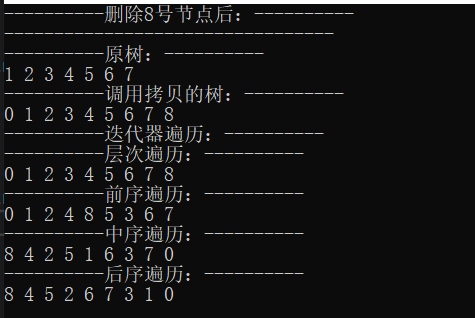 ----------删除8号节点后：----------
---------------------------------
----------原树：----------
1 2 3 4 5 6 7
----------调用拷贝的树：----------
0 1 2 3 4 5 6 7 8
----------迭代器遍历：----------
----------层次遍历：----------
0 1 2 3 4 5 6 7 8
----------前序遍历：----------
0 1 2 4 8 5 3 6 7
----------中序遍历：----------
8 4 2 5 1 6 3 7 0
----------后序遍历：----------
8 4 5 2 6 7 3 1 0